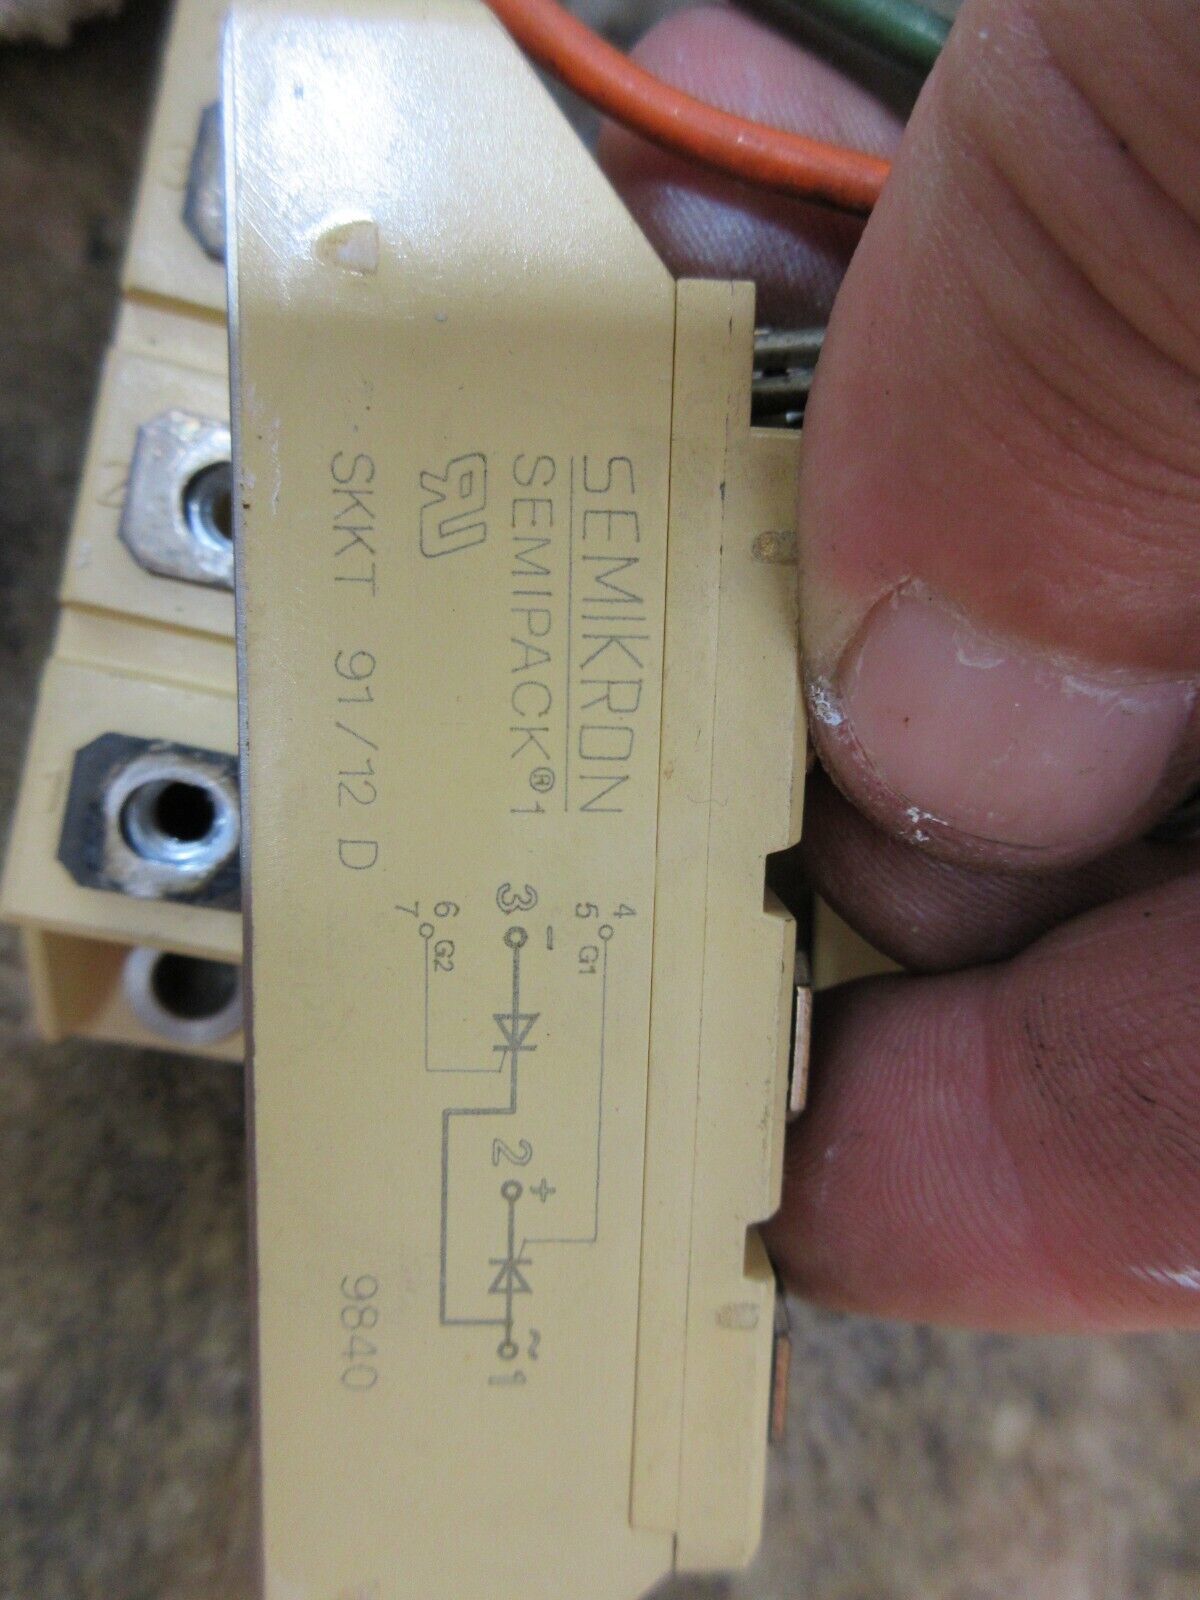 SEMIKRON
SEMIPACK® 1
SKKT 91/12 D
4
5 G1
3 -
6
7 G2
2 +
~ 1
9840